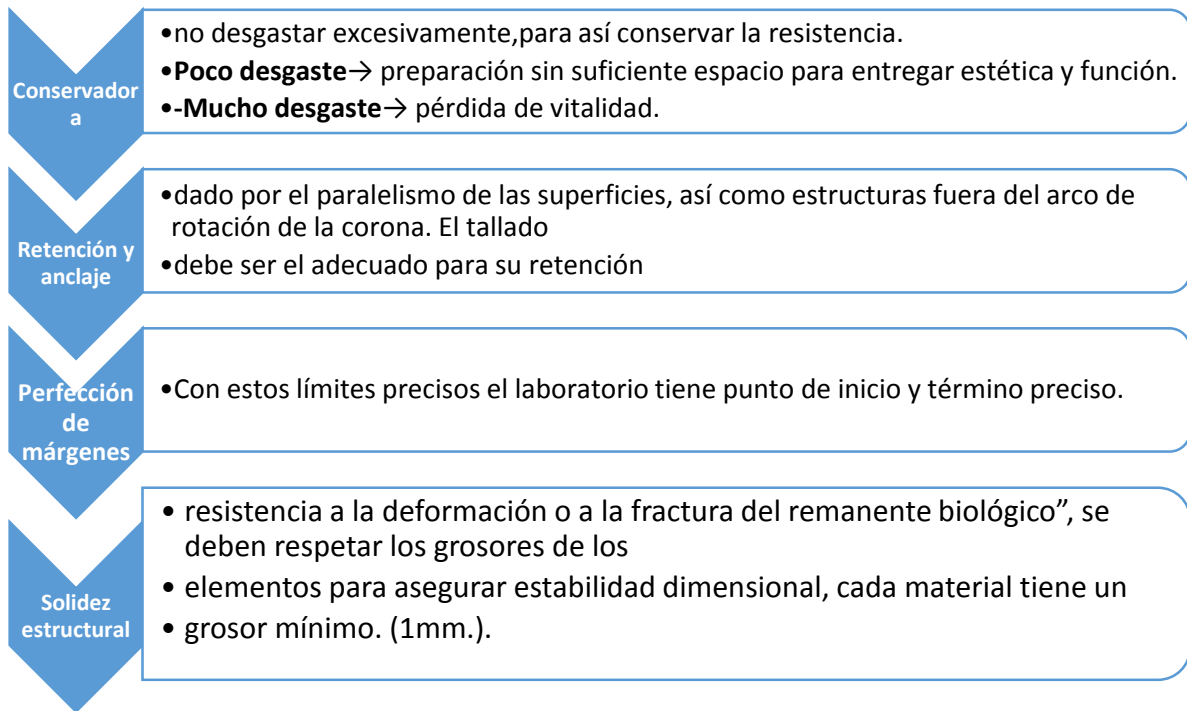 Conservador
a
•no desgastar excesivamente,para así conservar la resistencia.
•Poco desgaste→ preparación sin suficiente espacio para entregar estética y función.
•-Mucho desgaste→ pérdida de vitalidad.
Retención y
anclaje
•dado por el paralelismo de las superficies, así como estructuras fuera del arco de
rotación de la corona. El tallado
•debe ser el adecuado para su retención
Perfección
de
márgenes
•Con estos límites precisos el laboratorio tiene punto de inicio y término preciso.
Solidez
estructural
• resistencia a la deformación o a la fractura del remanente biológico”, se
deben respetar los grosores de los
• elementos para asegurar estabilidad dimensional, cada material tiene un
• grosor mínimo. (1mm.).